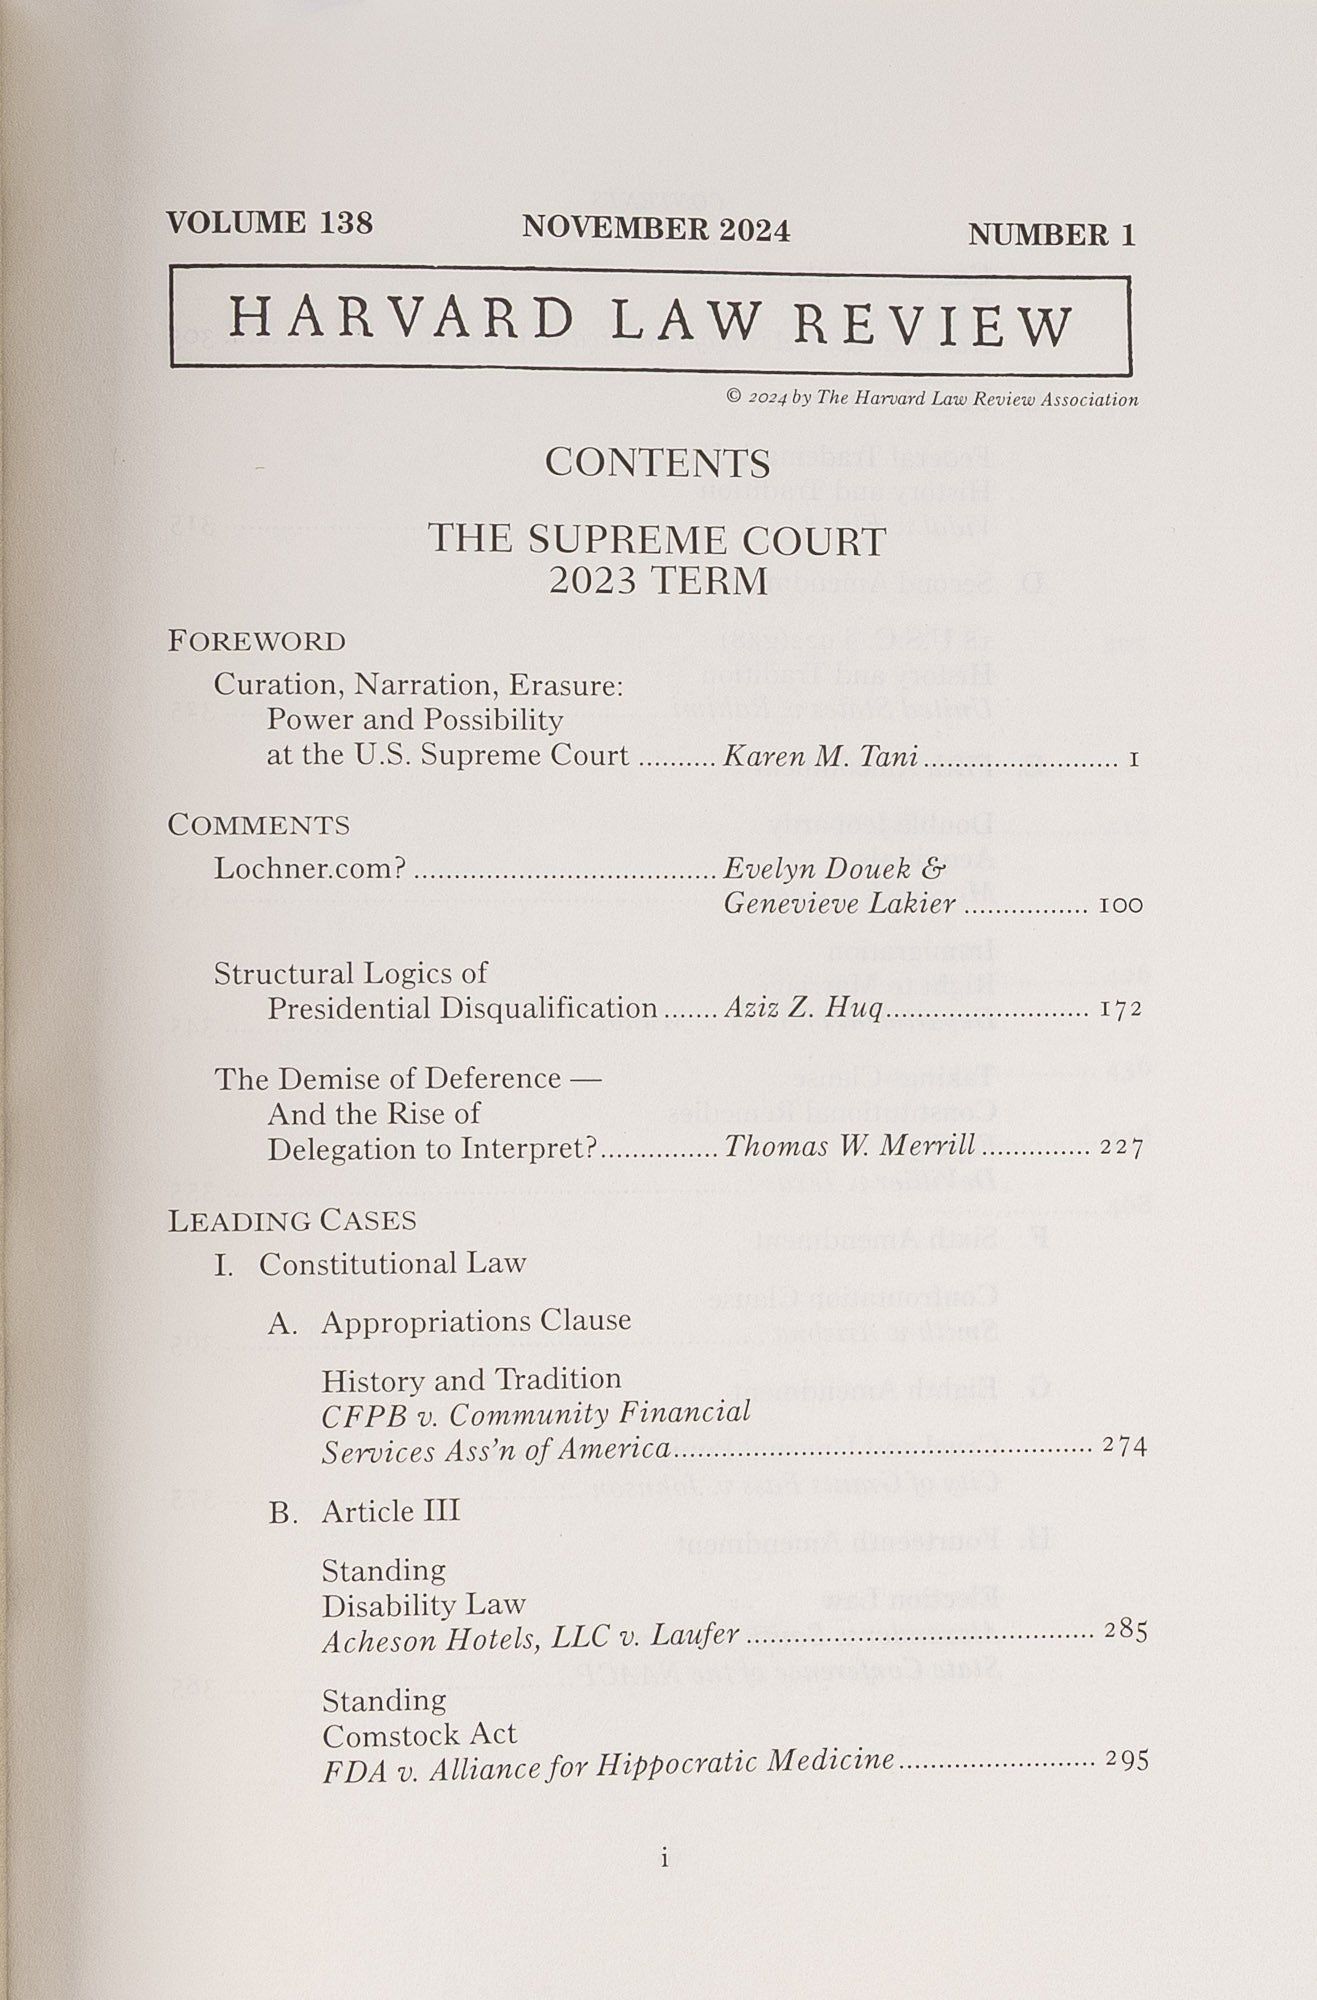 VOLUME 138 NOVEMBER 2024 NUMBER 1
HARVARD LAW REVIEW
© 2024 by The Harvard Law Review Association
CONTENTS
THE SUPREME COURT
2023 TERM
FOREWORD
Curation, Narration, Erasure:
Power and Possibility
at the U.S. Supreme Court .......... Karen M. Tani ........................ 1
COMMENTS
Lochner.com? ..................................... Evelyn Douek &
Genevieve Lakier ................ 100
Structural Logics of
Presidential Disqualification ....... Aziz Z. Huq ......................... 172
The Demise of Deference —
And the Rise of
Delegation to Interpret? ............... Thomas W. Merrill .............. 227
LEADING CASES
I. Constitutional Law
A. Appropriations Clause
History and Tradition
CFPB v. Community Financial
Services Ass'n of America .................................................... 274
B. Article III
Standing
Disability Law
Acheson Hotels, LLC v. Laufer ........................................... 285
Standing
Comstock Act
FDA v. Alliance for Hippocratic Medicine ......................... 295
i